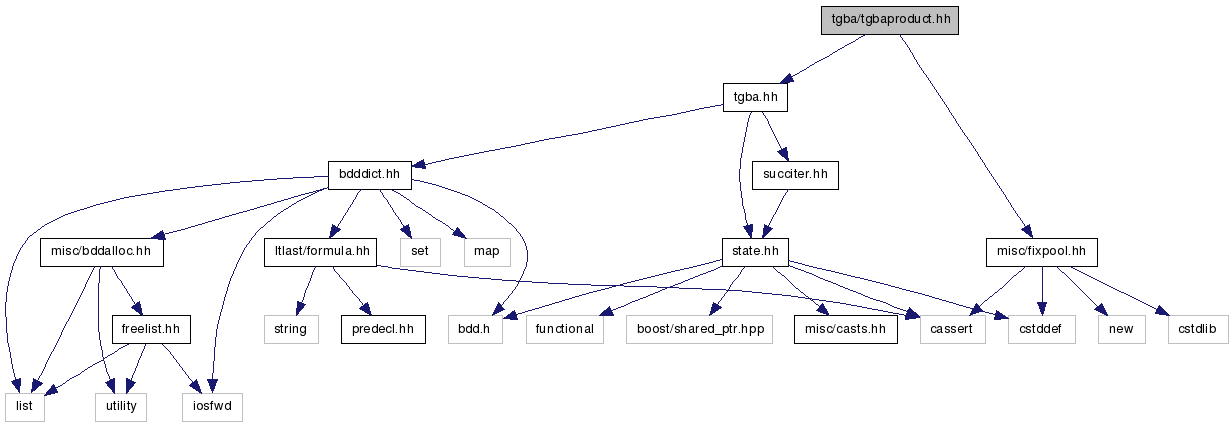 tgba/tgbaproduct.hh
tgba.hh
bdddict.hh
succiter.hh
misc/bddalloc.hh
ltlast/formula.hh
set
map
state.hh
misc/fixpool.hh
freelist.hh
string
predecl.hh
bdd.h
functional
boost/shared_ptr.hpp
misc/casts.hh
cassert
cstddef
new
cstdlib
list
utility
iosfwd